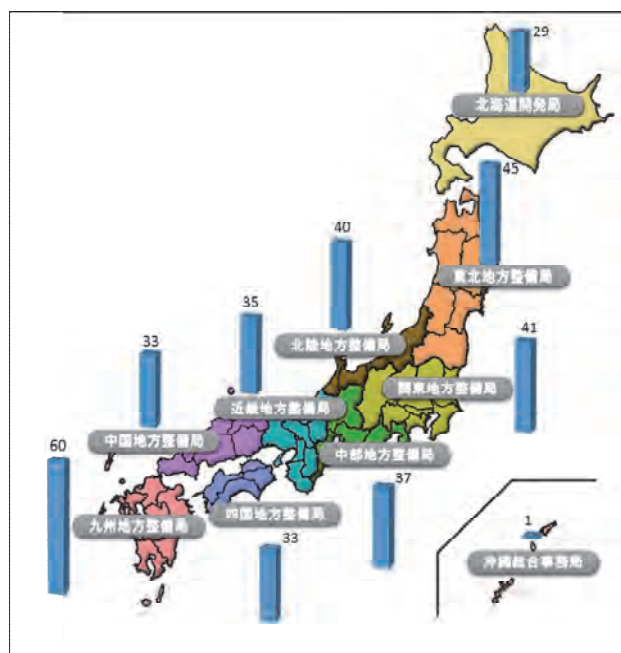 29
北海道開発局
45
東北地方整備局
40
北陸地方整備局
35
近畿地方整備局
41
関東地方整備局
33
中国地方整備局
中部地方整備局
37
60
九州地方整備局
四国地方整備局
33
1
沖縄総合事務局